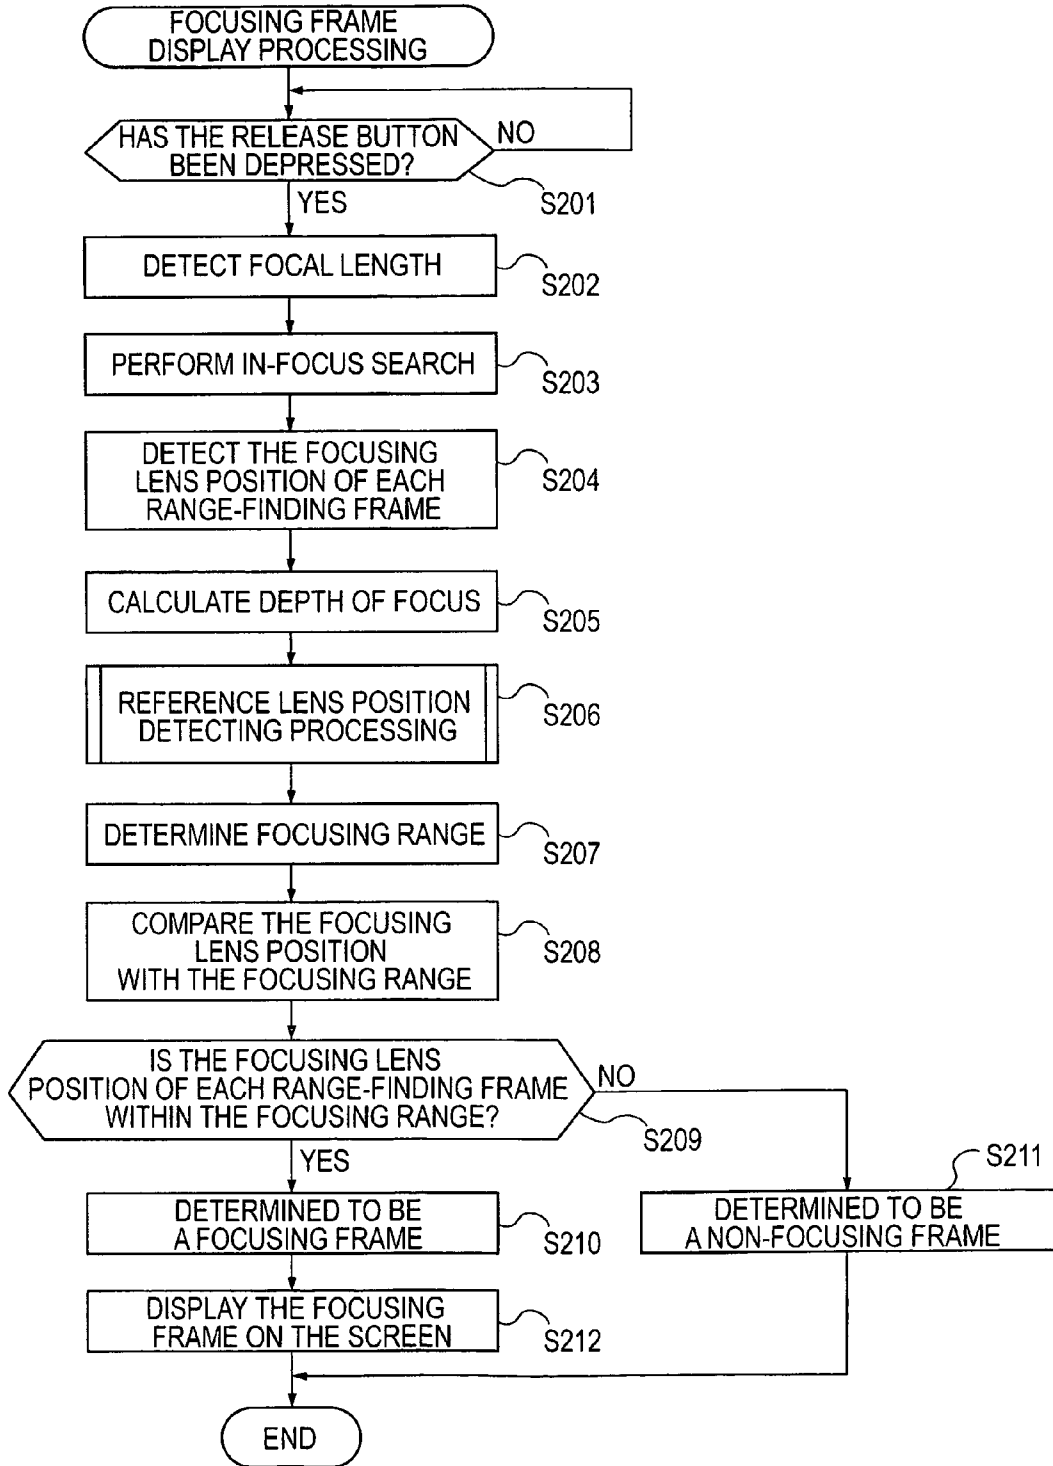 FOCUSING FRAME
DISPLAY PROCESSING
HAS THE RELEASE BUTTON
BEEN DEPRESSED?
NO
S201
YES
DETECT FOCAL LENGTH
S202
PERFORM IN-FOCUS SEARCH
S203
DETECT THE FOCUSING
LENS POSITION OF EACH
RANGE-FINDING FRAME
S204
CALCULATE DEPTH OF FOCUS
S205
REFERENCE LENS POSITION
DETECTING PROCESSING
S206
DETERMINE FOCUSING RANGE
S207
COMPARE THE FOCUSING
LENS POSITION
WITH THE FOCUSING RANGE
S208
IS THE FOCUSING LENS
POSITION OF EACH RANGE-FINDING FRAME
WITHIN THE FOCUSING RANGE?
NO
S209
YES
S211
DETERMINED TO BE
A FOCUSING FRAME
S210
DETERMINED TO BE
A NON-FOCUSING FRAME
DISPLAY THE FOCUSING
FRAME ON THE SCREEN
S212
END